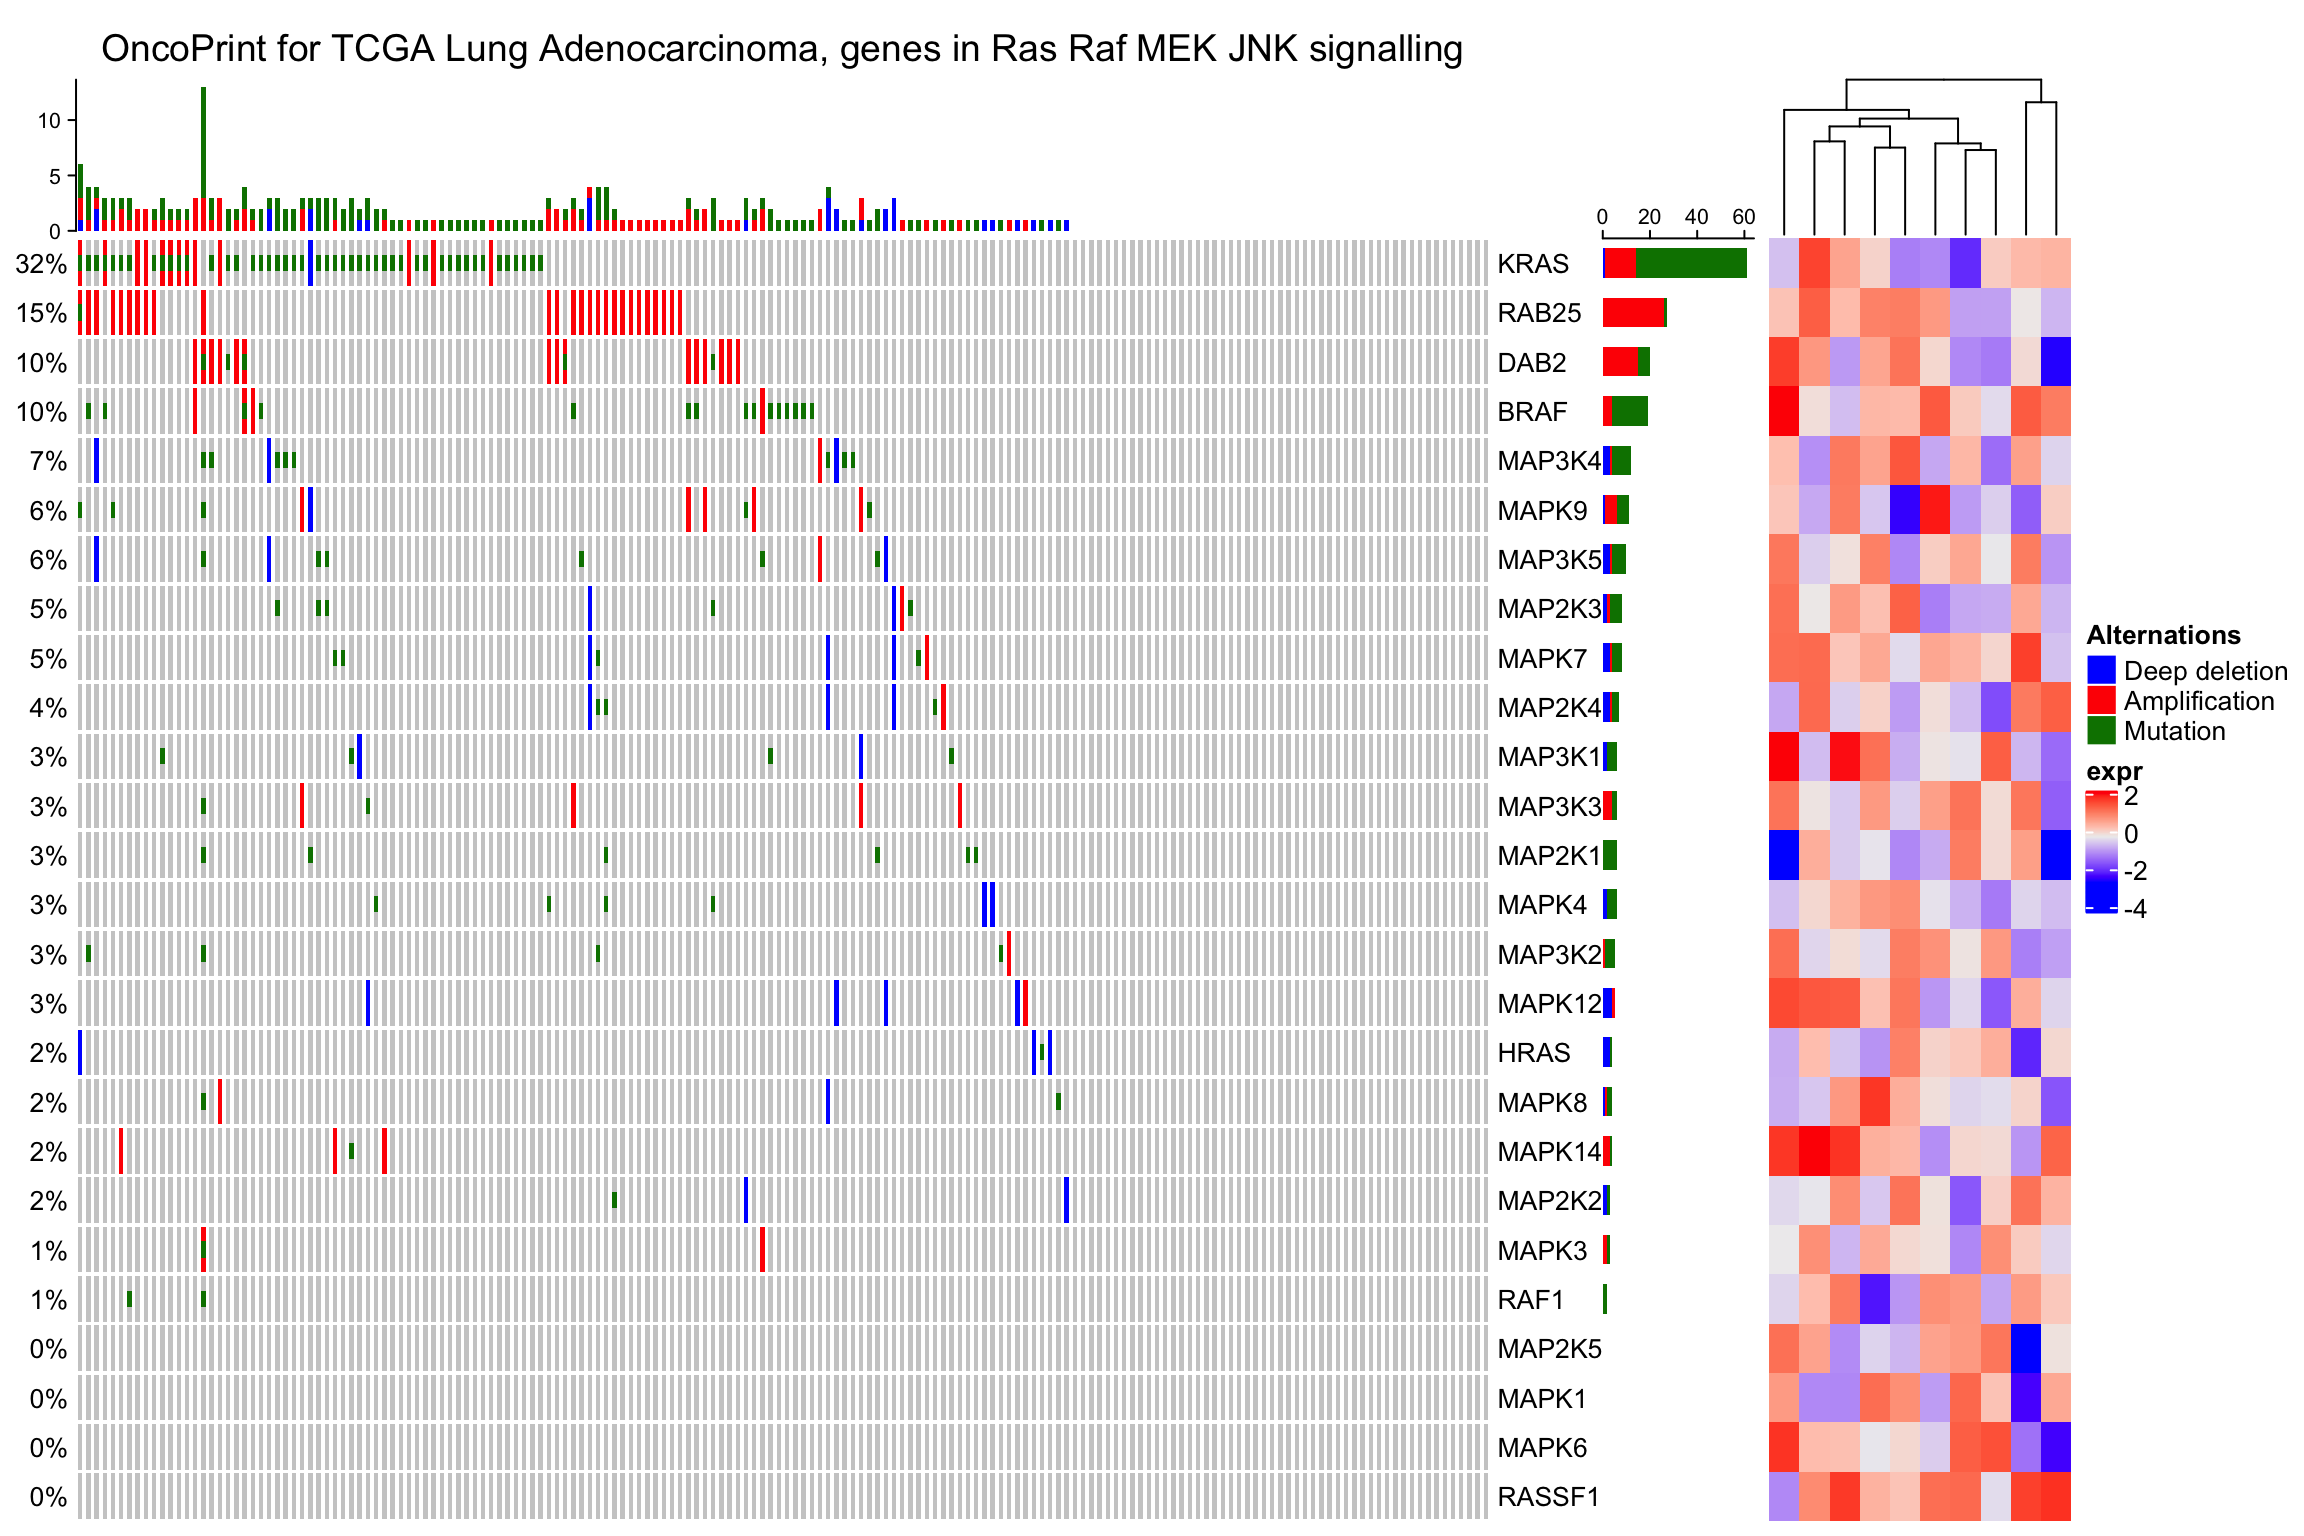 OncoPrint for TCGA Lung Adenocarcinoma, genes in Ras Raf MEK JNK signalling
10
5
0
0 20 40 60
32% KRAS
15% RAB25
10% DAB2
10% BRAF
7% MAP3K4
6% MAPK9
6% MAP3K5
5% MAP2K3
5% MAPK7
4% MAP2K4
3% MAP3K1
3% MAP3K3
3% MAP2K1
3% MAPK4
3% MAP3K2
3% MAPK12
2% HRAS
2% MAPK8
2% MAPK14
2% MAP2K2
1% MAPK3
1% RAF1
0% MAP2K5
0% MAPK1
0% MAPK6
0% RASSF1
Alternations
Deep deletion
Amplification
Mutation
expr
2
0
-2
-4